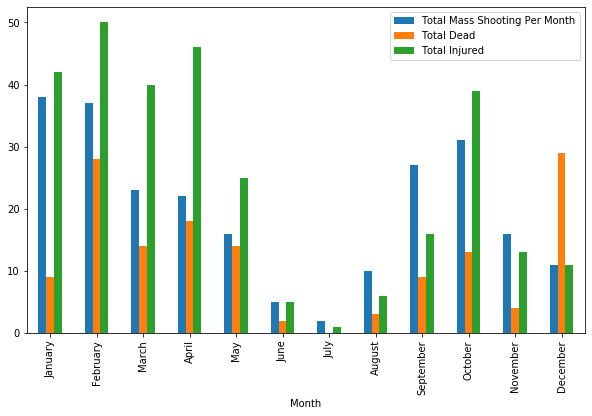 50
40
30
20
10
0
Total Mass Shooting Per Month
Total Dead
Total Injured
January
February
March
April
May
June
July
August
September
October
November
December
Month